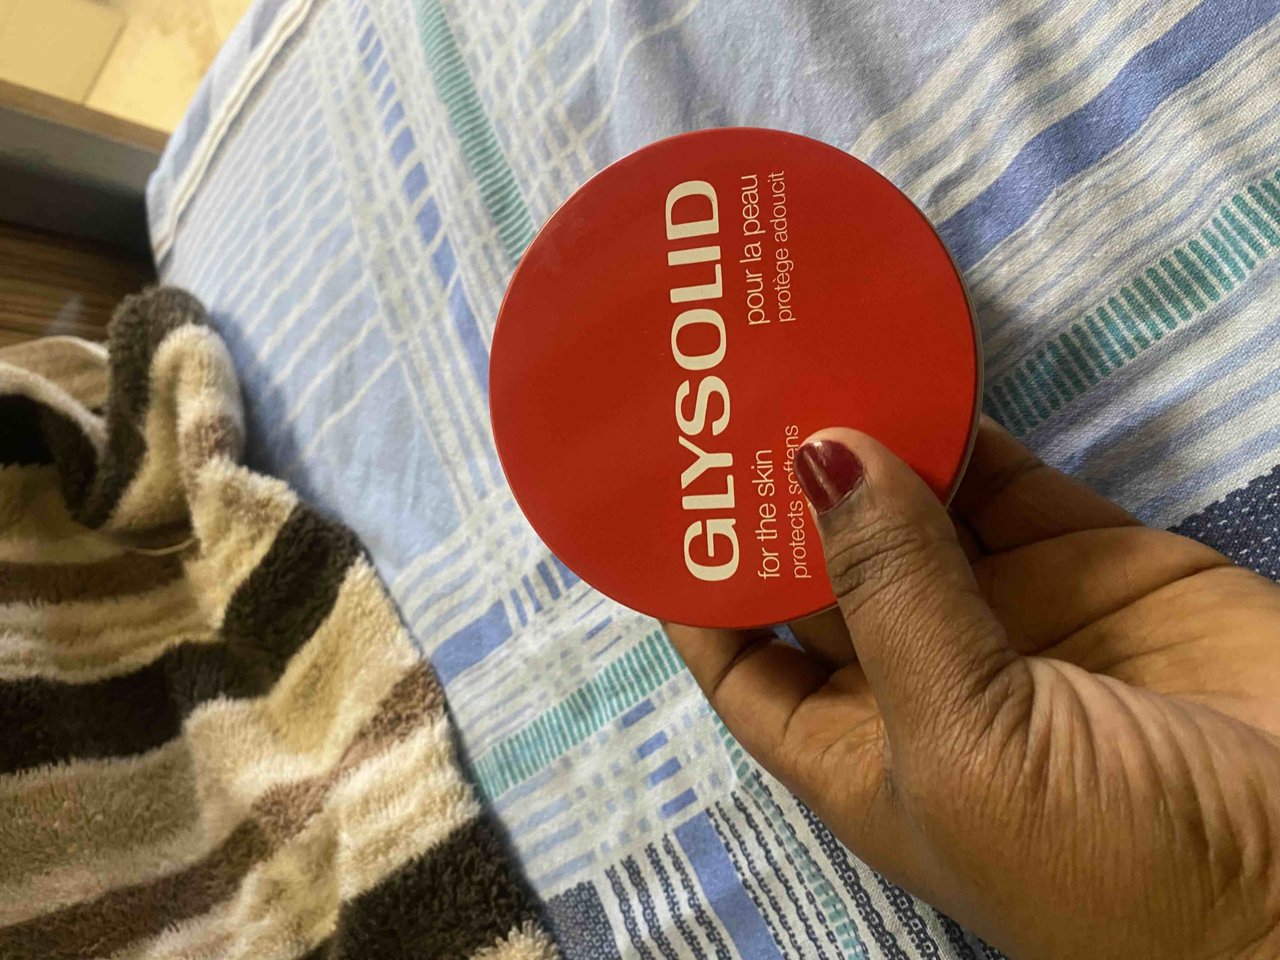 GLYSOLID
for the skin
protects softens
pour la peau
protège adoucit